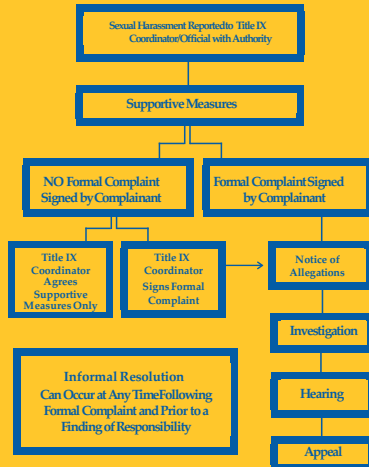 Sexual Harassment Reportedto Title IX
Coordinator/Official with Authority
Supportive Measures
NO Formal Complaint
Signed by Complainant
Formal Complaint Signed
by Complainant
Title IX
Coordinator
Agrees
Supportive
Measures Only
Title IX
Coordinator
Signs Formal
Complaint
Notice of
Allegations
Investigation
Informal Resolution
Can Occur at Any TimeFollowing
Formal Complaint and Prior to a
Finding of Responsibility
Hearing
Appeal